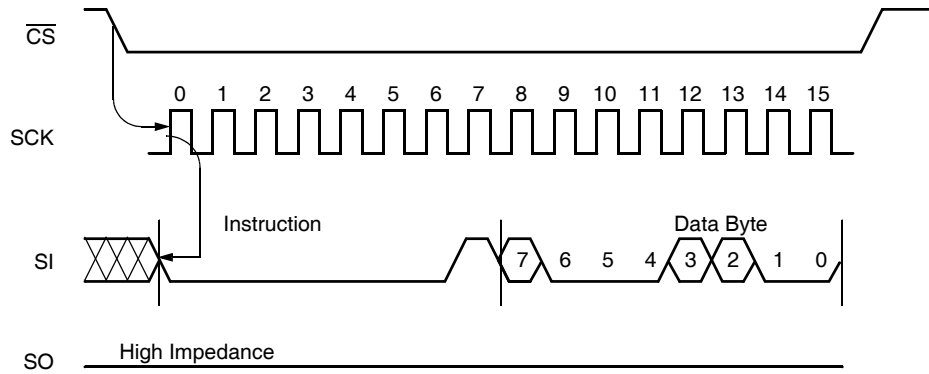 CS
0 1 2 3 4 5 6 7 8 9 10 11 12 13 14 15
SCK
Instruction Data Byte
SI 7 6 5 4 3 2 1 0
High Impedance
SO